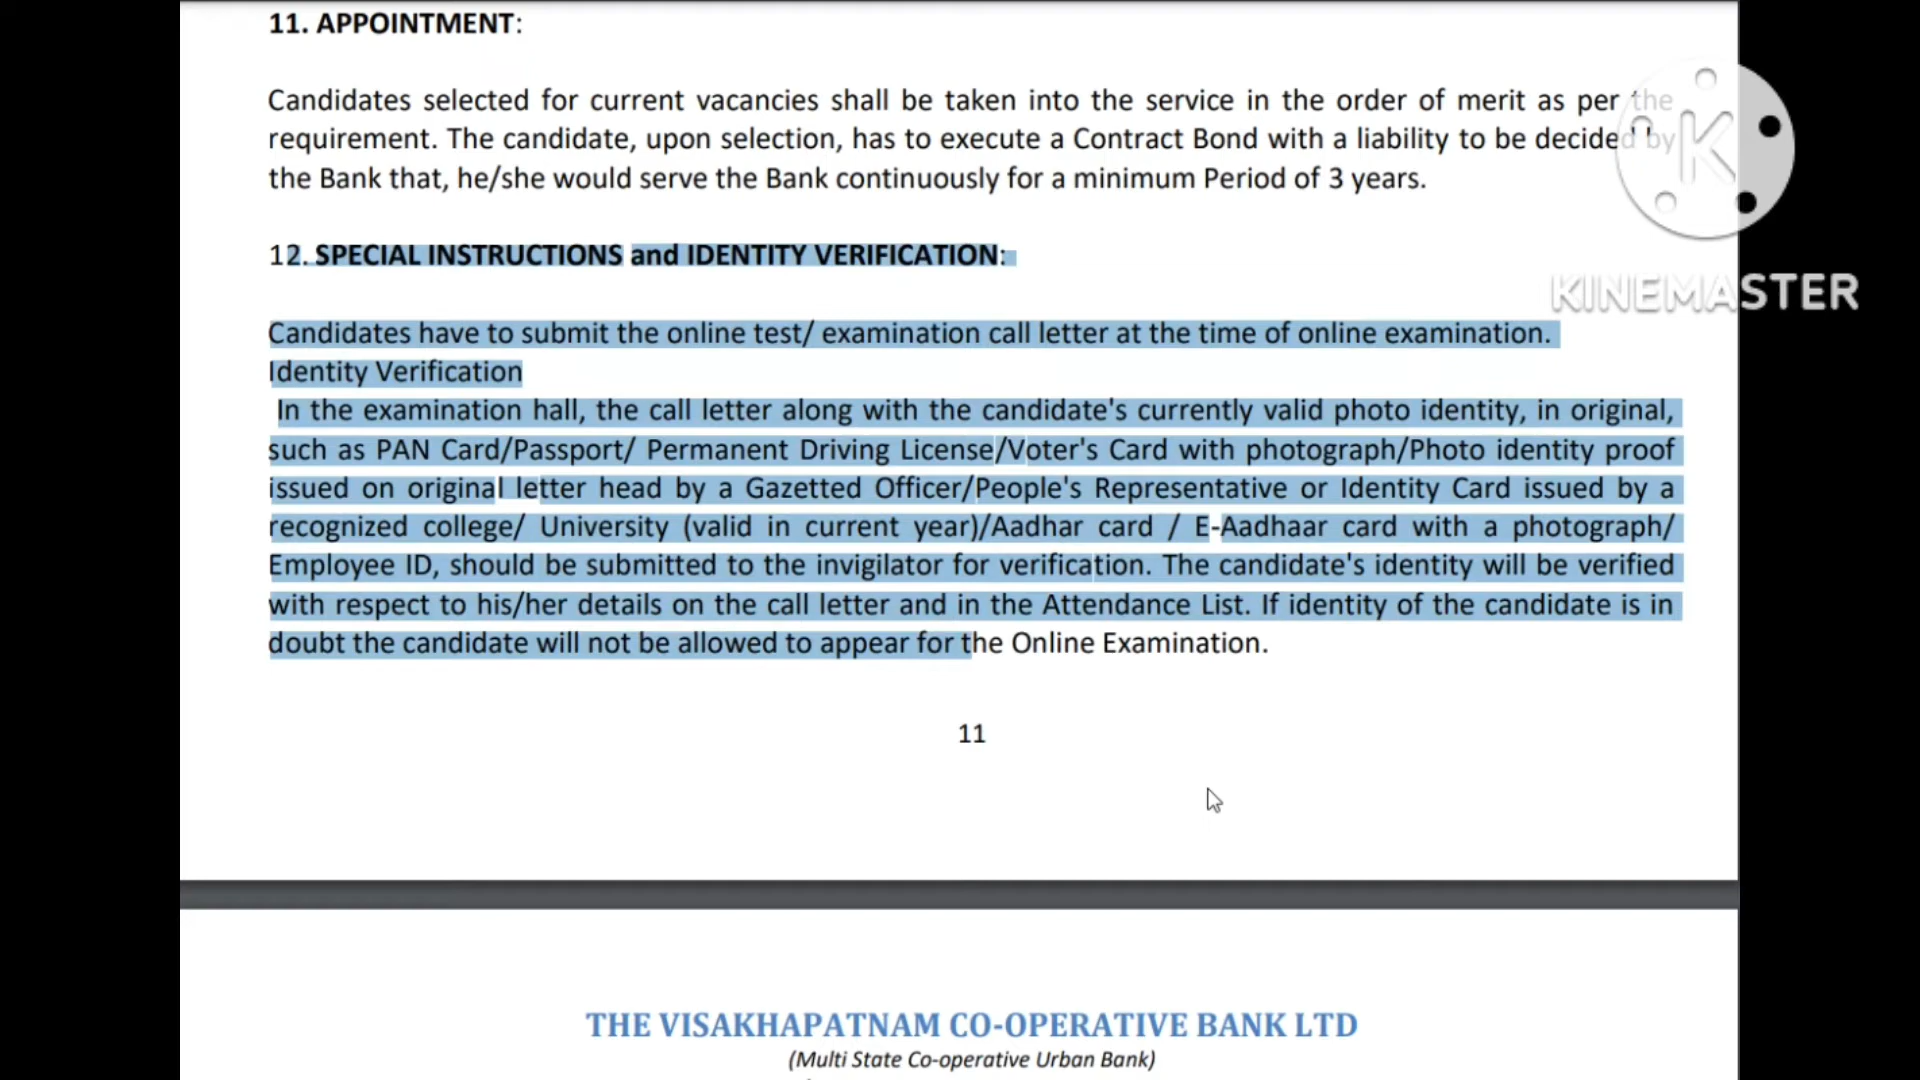 11. APPOINTMENT:
Candidates selected for current vacancies shall be taken into the service in the order of merit as per the
requirement. The candidate, upon selection, has to execute a Contract Bond with a liability to be decided by
the Bank that, he/she would serve the Bank continuously for a minimum Period of 3 years.
K
KINEMASTER
12. SPECIAL INSTRUCTIONS and IDENTITY VERIFICATION:
Candidates have to submit the online test/ examination call letter at the time of online examination.
Identity Verification
In the examination hall, the call letter along with the candidate's currently valid photo identity, in original,
such as PAN Card/Passport/ Permanent Driving License/Voter's Card with photograph/Photo identity proof
issued on original letter head by a Gazetted Officer/People's Representative or Identity Card issued by a
recognized college/ University (valid in current year)/Aadhar card / E-Aadhaar card with a photograph/
Employee ID, should be submitted to the invigilator for verification. The candidate's identity will be verified
with respect to his/her details on the call letter and in the Attendance List. If identity of the candidate is in
doubt the candidate will not be allowed to appear for the Online Examination.
11
THE VISAKHAPATNAM CO-OPERATIVE BANK LTD
(Multi State Co-operative Urban Bank)